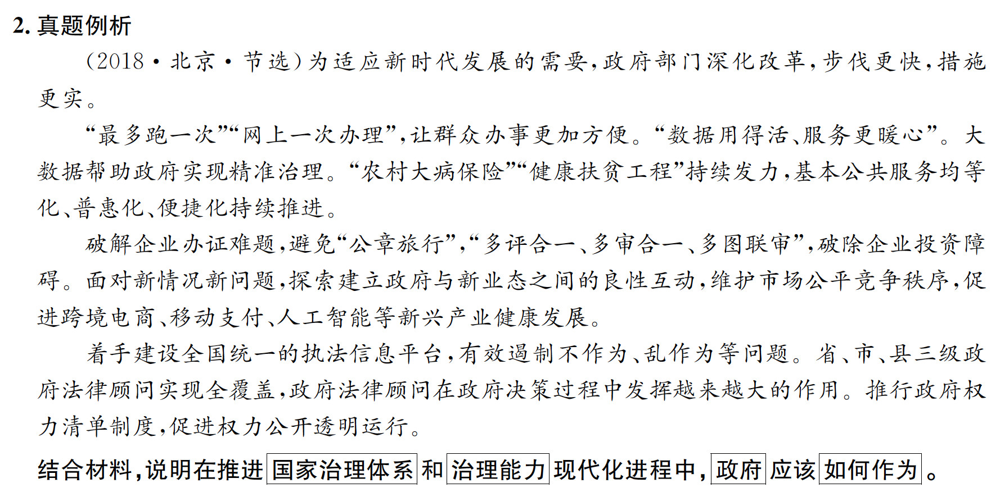 2. 真题例析
(2018·北京·节选)为适应新时代发展的需要,政府部门深化改革,步伐更快,措施
更实。
“最多跑一次”“网上一次办理”,让群众办事更加方便。“数据用得活、服务更暖心”。大
数据帮助政府实现精准治理。“农村大病保险”“健康扶贫工程”持续发力,基本公共服务均等
化、普惠化、便捷化持续推进。
破解企业办证难题,避免“公章旅行”,“多评合一、多审合一、多图联审”,破除企业投资障
碍。面对新情况新问题,探索建立政府与新业态之间的良性互动,维护市场公平竞争秩序,促
进跨境电商、移动支付、人工智能等新兴产业健康发展。
着手建设全国统一的执法信息平台,有效遏制不作为、乱作为等问题。省、市、县三级政
府法律顾问实现全覆盖,政府法律顾问在政府决策过程中发挥越来越大的作用。推行政府权
力清单制度,促进权力公开透明运行。
结合材料,说明在推进国家治理体系和治理能力现代化进程中,政府应该如何作为。